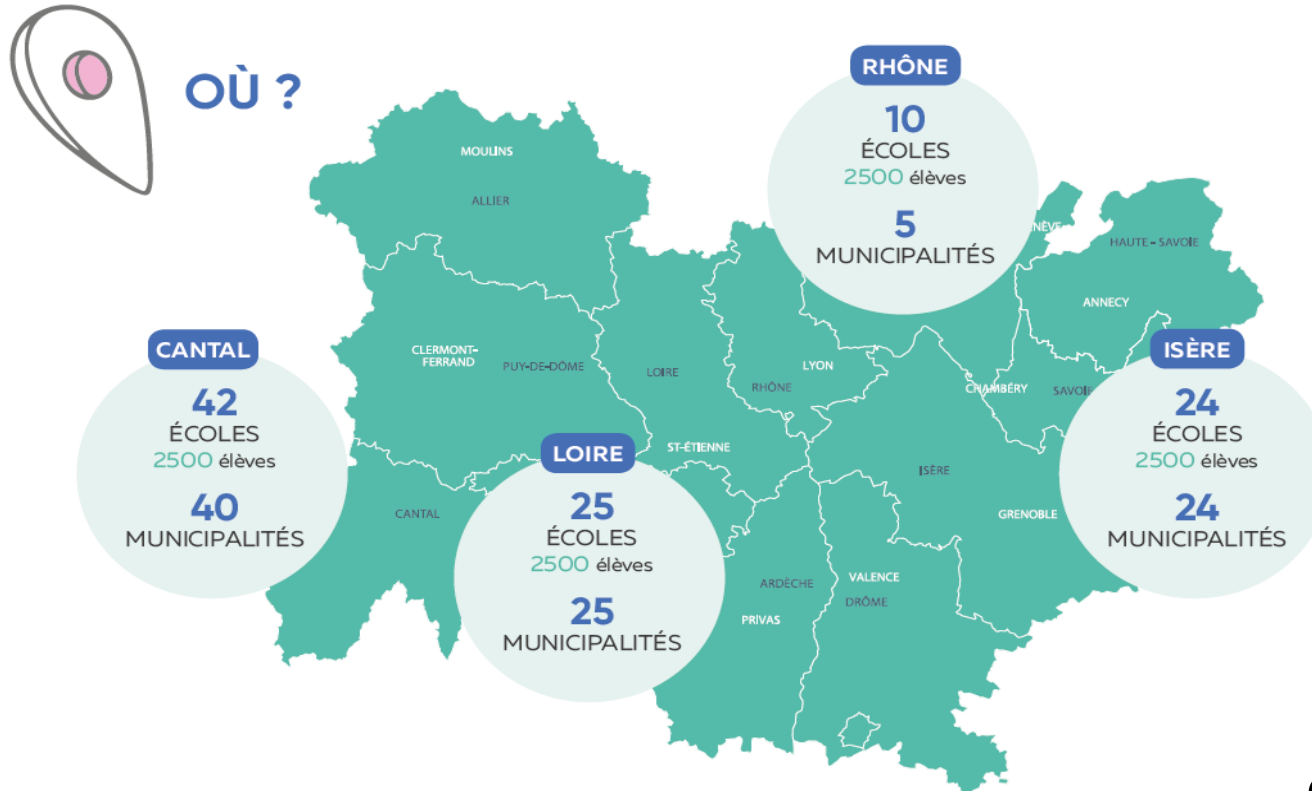 OÙ ?
RHÔNE
10
ÉCOLES
2500 élèves
5
MUNICIPALITÉS
MOULINS
ALLIER
HAUTE - SAVOIE
ANNECY
CANTAL
42
ÉCOLES
2500 élèves
40
MUNICIPALITÉS
CLERMONT-
FERRAND
PUY-DE-DÔME
LOIRE
RHÔNE
LYON
CHAMBÉRY
SAVOIE
ISÈRE
24
ÉCOLES
2500 élèves
24
MUNICIPALITÉS
ST-ÉTIENNE
LOIRE
25
ÉCOLES
2500 élèves
25
MUNICIPALITÉS
ISÈRE
GRENOBLE
CANTAL
ARDÈCHE
PRIVAS
VALENCE
DRÔME